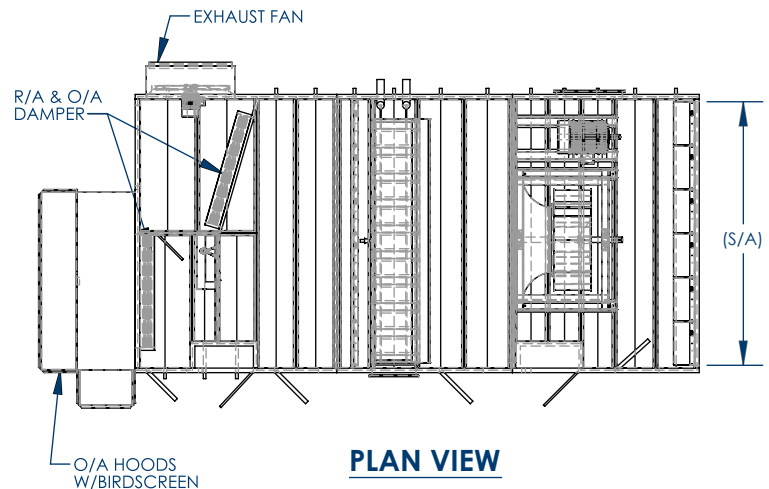 EXHAUST FAN
R/A & O/A
DAMPER
(S/A)
O/A HOODS
W/BIRDSCREEN
PLAN VIEW